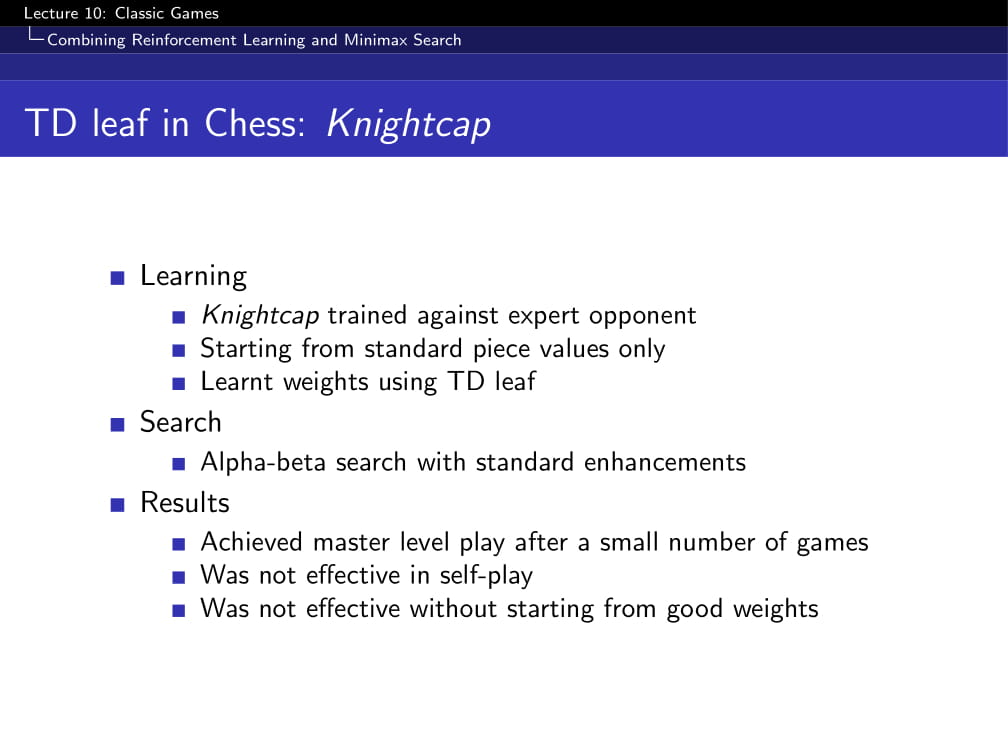 Lecture 10: Classic Games
Combining Reinforcement Learning and Minimax Search
TD leaf in Chess: Knightcap
Learning
Knightcap trained against expert opponent
Starting from standard piece values only
Learnt weights using TD leaf
Search
Alpha-beta search with standard enhancements
Results
Achieved master level play after a small number of games
Was not effective in self-play
Was not effective without starting from good weights